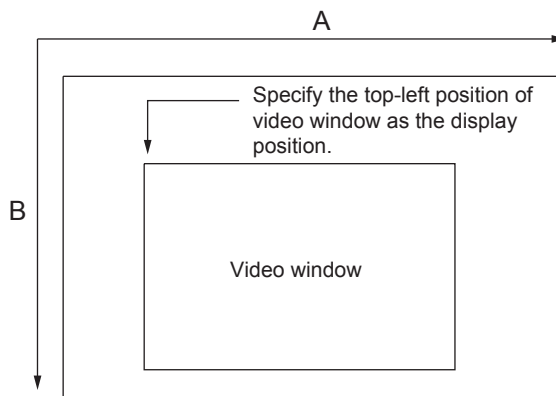 A
Specify the top-left position of
video window as the display
position.
B
Video window